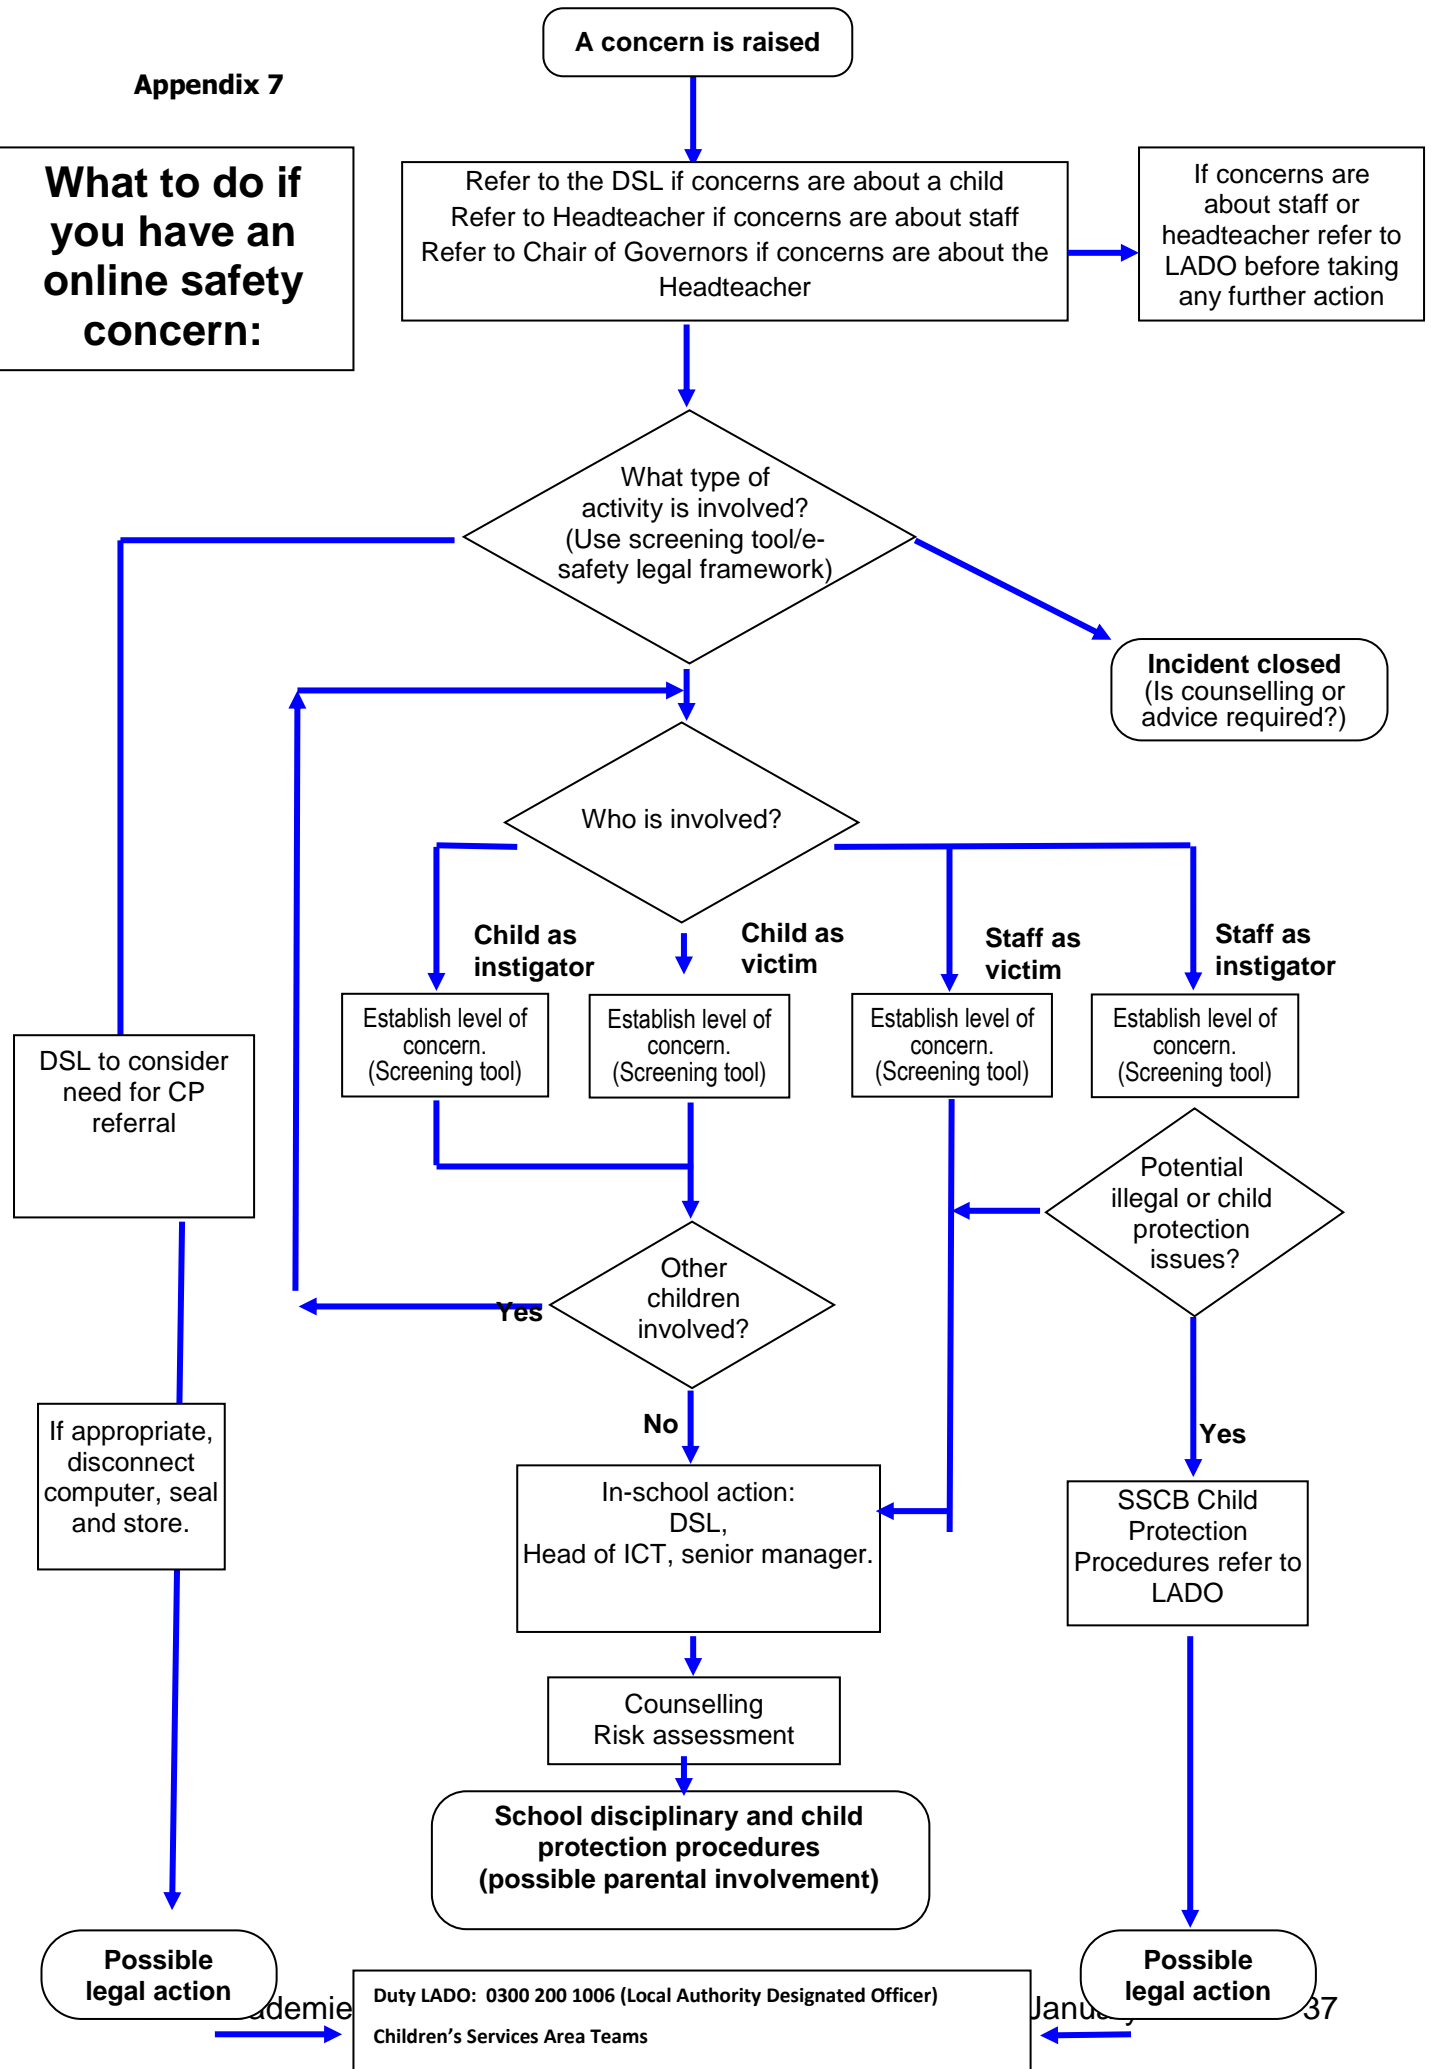 A concern is raised
Appendix 7
What to do if
you have an
online safety
concern:
Refer to the DSL if concerns are about a child
Refer to Headteacher if concerns are about staff
Refer to Chair of Governors if concerns are about the
Headteacher
If concerns are
about staff or
headteacher refer to
LADO before taking
any further action
What type of
activity is involved?
(Use screening tool/e-
safety legal framework)
Incident closed
(Is counselling or
advice required?)
Who is involved?
Child as
instigator
Child as
victim
Staff as
victim
Staff as
instigator
Establish level of
concern.
(Screening tool)
Establish level of
concern.
(Screening tool)
Establish level of
concern.
(Screening tool)
Establish level of
concern.
(Screening tool)
DSL to consider
need for CP
referral
Potential
illegal or child
protection
issues?
Other
children
involved?
Yes
No
Yes
If appropriate,
disconnect
computer, seal
and store.
In-school action:
DSL,
Head of ICT, senior manager.
SSCB Child
Protection
Procedures refer to
LADO
Counselling
Risk assessment
School disciplinary and child
protection procedures
(possible parental involvement)
Possible
legal action
Possible
legal action
Duty LADO: 0300 200 1006 (Local Authority Designated Officer)
Children's Services Area Teams
37